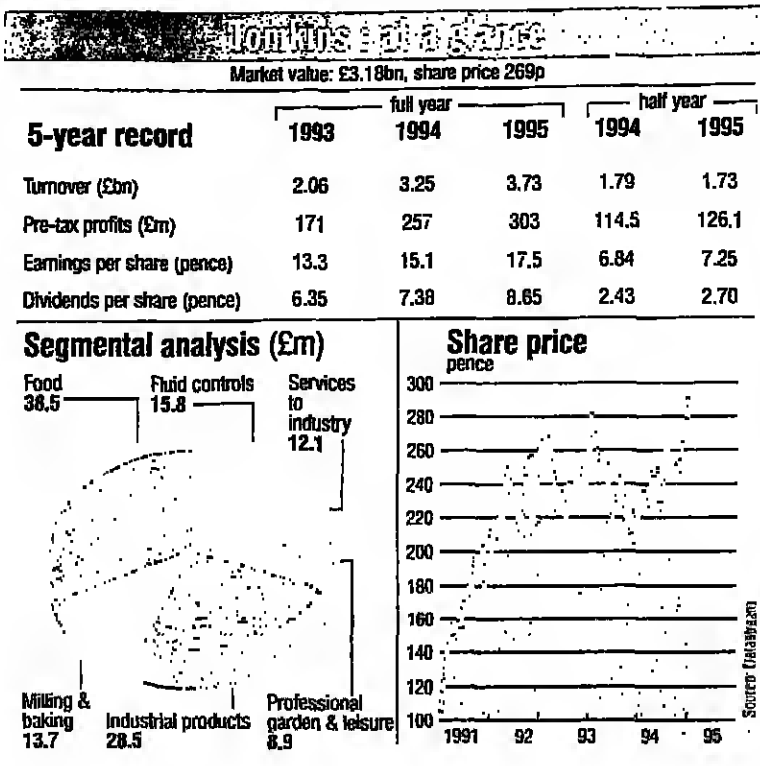 Tomkins : at a glance
Market value: £3.18bn, share price 269p
full year half year
5-year record 1993 1994 1995 1994 1995
Turnover (£bn) 2.06 3.25 3.73 1.79 1.73
Pre-tax profits (£m) 171 257 303 114.5 126.1
Earnings per share (pence) 13.3 15.1 17.5 6.84 7.25
Dividends per share (pence) 6.35 7.38 8.65 2.43 2.70
Segmental analysis (£m)
Food
38.5
Fluid controls
15.8
Services
to
industry
12.1
Milling &
baking
13.7
Industrial products
28.5
Professional
garden & leisure
8.9
Share price
pence
300
280
260
240
220
200
180
160
140
120
100
1991 92 93 94 95
Source: Datastream